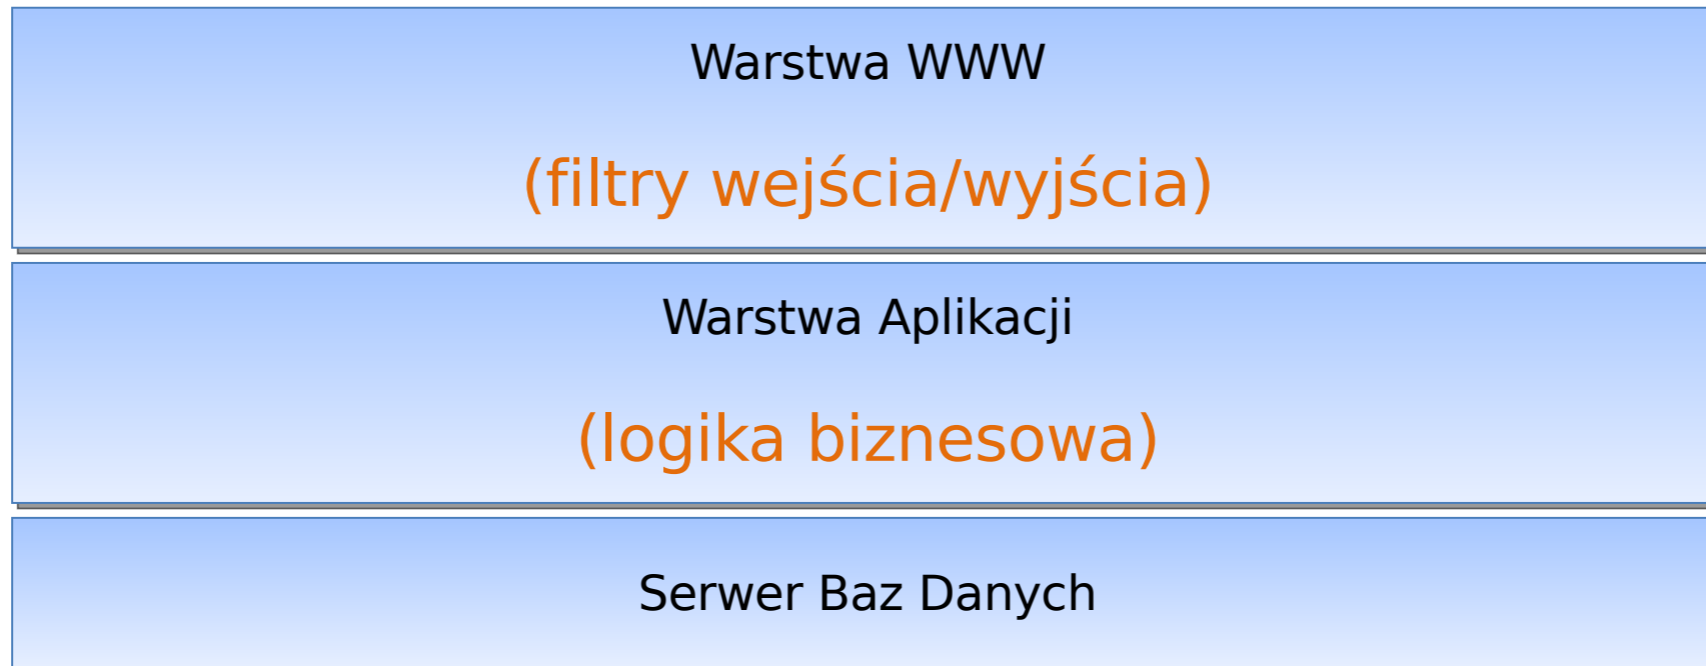 Warstwa WWW
(filtry wejścia/wyjścia)
Warstwa Aplikacji
(logika biznesowa)
Serwer Baz Danych